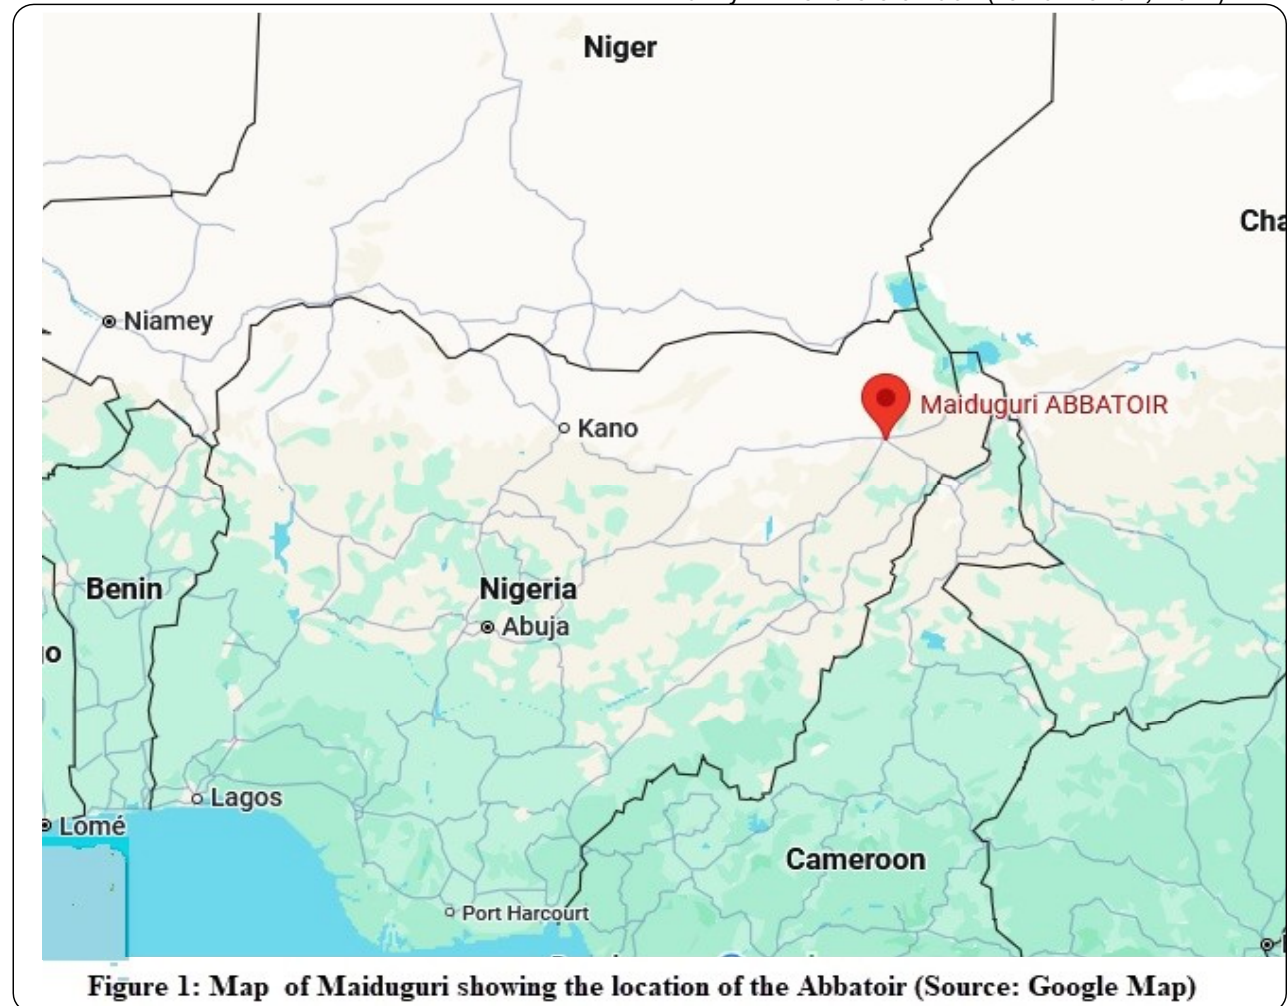 Niger
Cha
Niamey
Maiduguri ABBATOIR
Kano
Benin
Nigeria
Abuja
Lagos
Lomé
Cameroon
Port Harcourt
Figure 1: Map of Maiduguri showing the location of the Abbatoir (Source: Google Map)